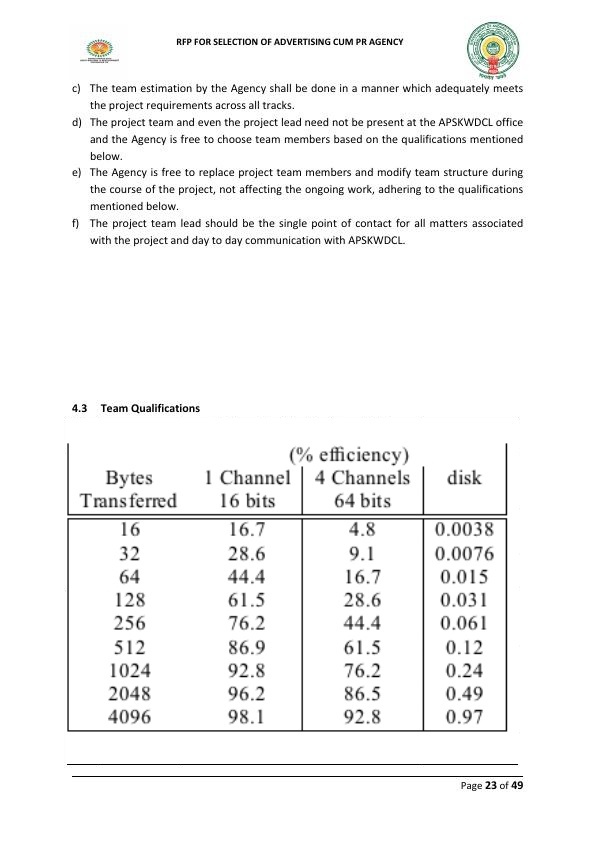 RFP FOR SELECTION OF ADVERTISING CUM PR AGENCY
c) The team estimation by the Agency shall be done in a manner which adequately meets
the project requirements across all tracks.
d) The project team and even the project lead need not be present at the APSKWDCL office
and the Agency is free to choose team members based on the qualifications mentioned
below.
e) The Agency is free to replace project team members and modify team structure during
the course of the project, not affecting the ongoing work, adhering to the qualifications
mentioned below.
f) The project team lead should be the single point of contact for all matters associated
with the project and day to day communication with APSKWDCL.
4.3 Team Qualifications
(% efficiency)
Bytes 1 Channel 4 Channels disk
Transferred 16 bits 64 bits
16 16.7 4.8 0.0038
32 28.6 9.1 0.0076
64 44.4 16.7 0.015
128 61.5 28.6 0.031
256 76.2 44.4 0.061
512 86.9 61.5 0.12
1024 92.8 76.2 0.24
2048 96.2 86.5 0.49
4096 98.1 92.8 0.97
Page 23 of 49